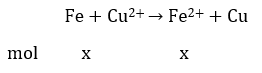 Fe + Cu²⁺ → Fe²⁺ + Cu
mol x x